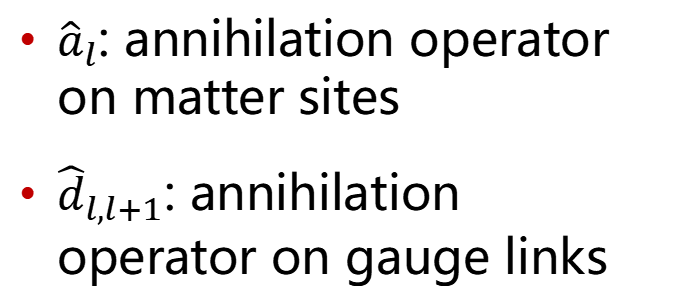 • â_l: annihilation operator
on matter sites
• d̂_{l,l+1}: annihilation
operator on gauge links